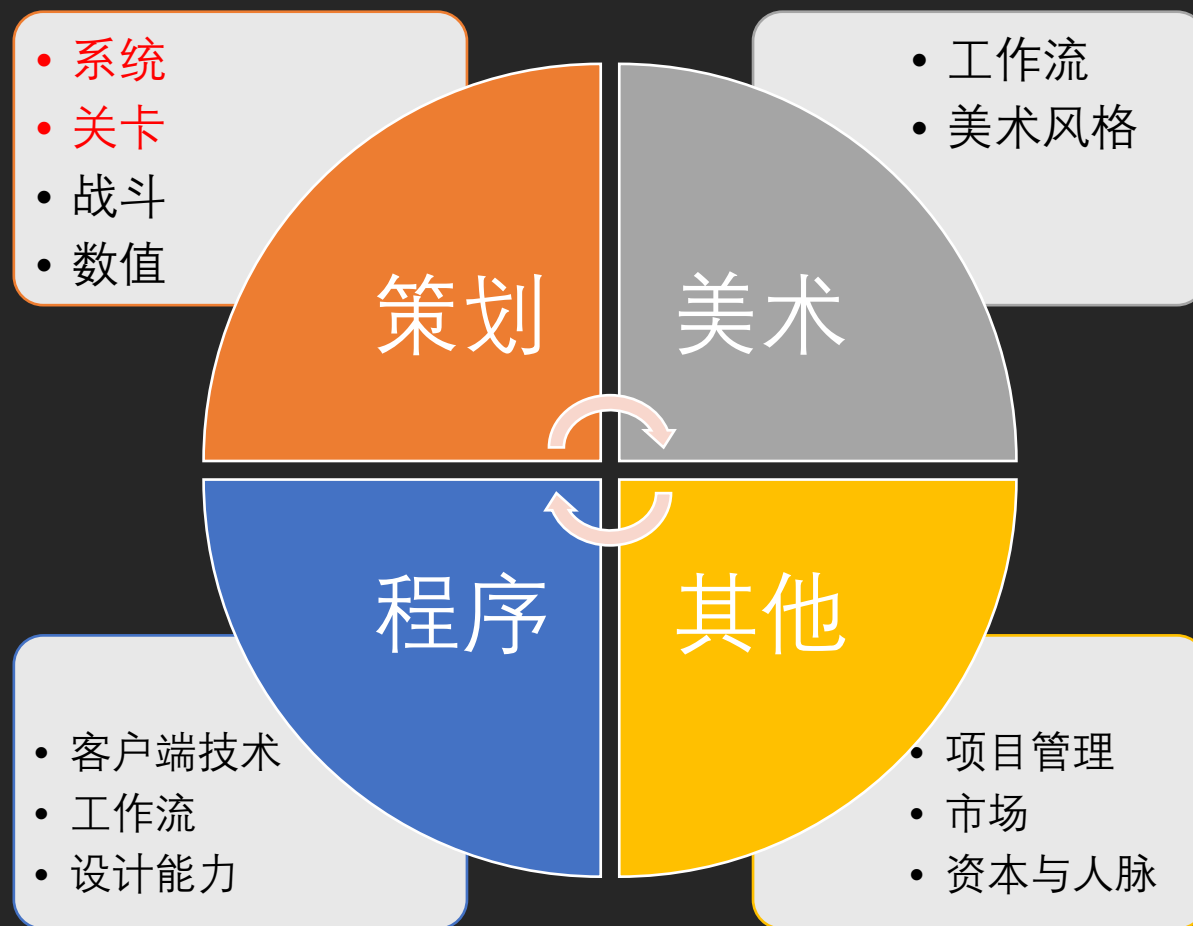 系统
关卡
战斗
数值
策划
工作流
美术风格
美术
程序
客户端技术
工作流
设计能力
其他
项目管理
市场
资本与人脉